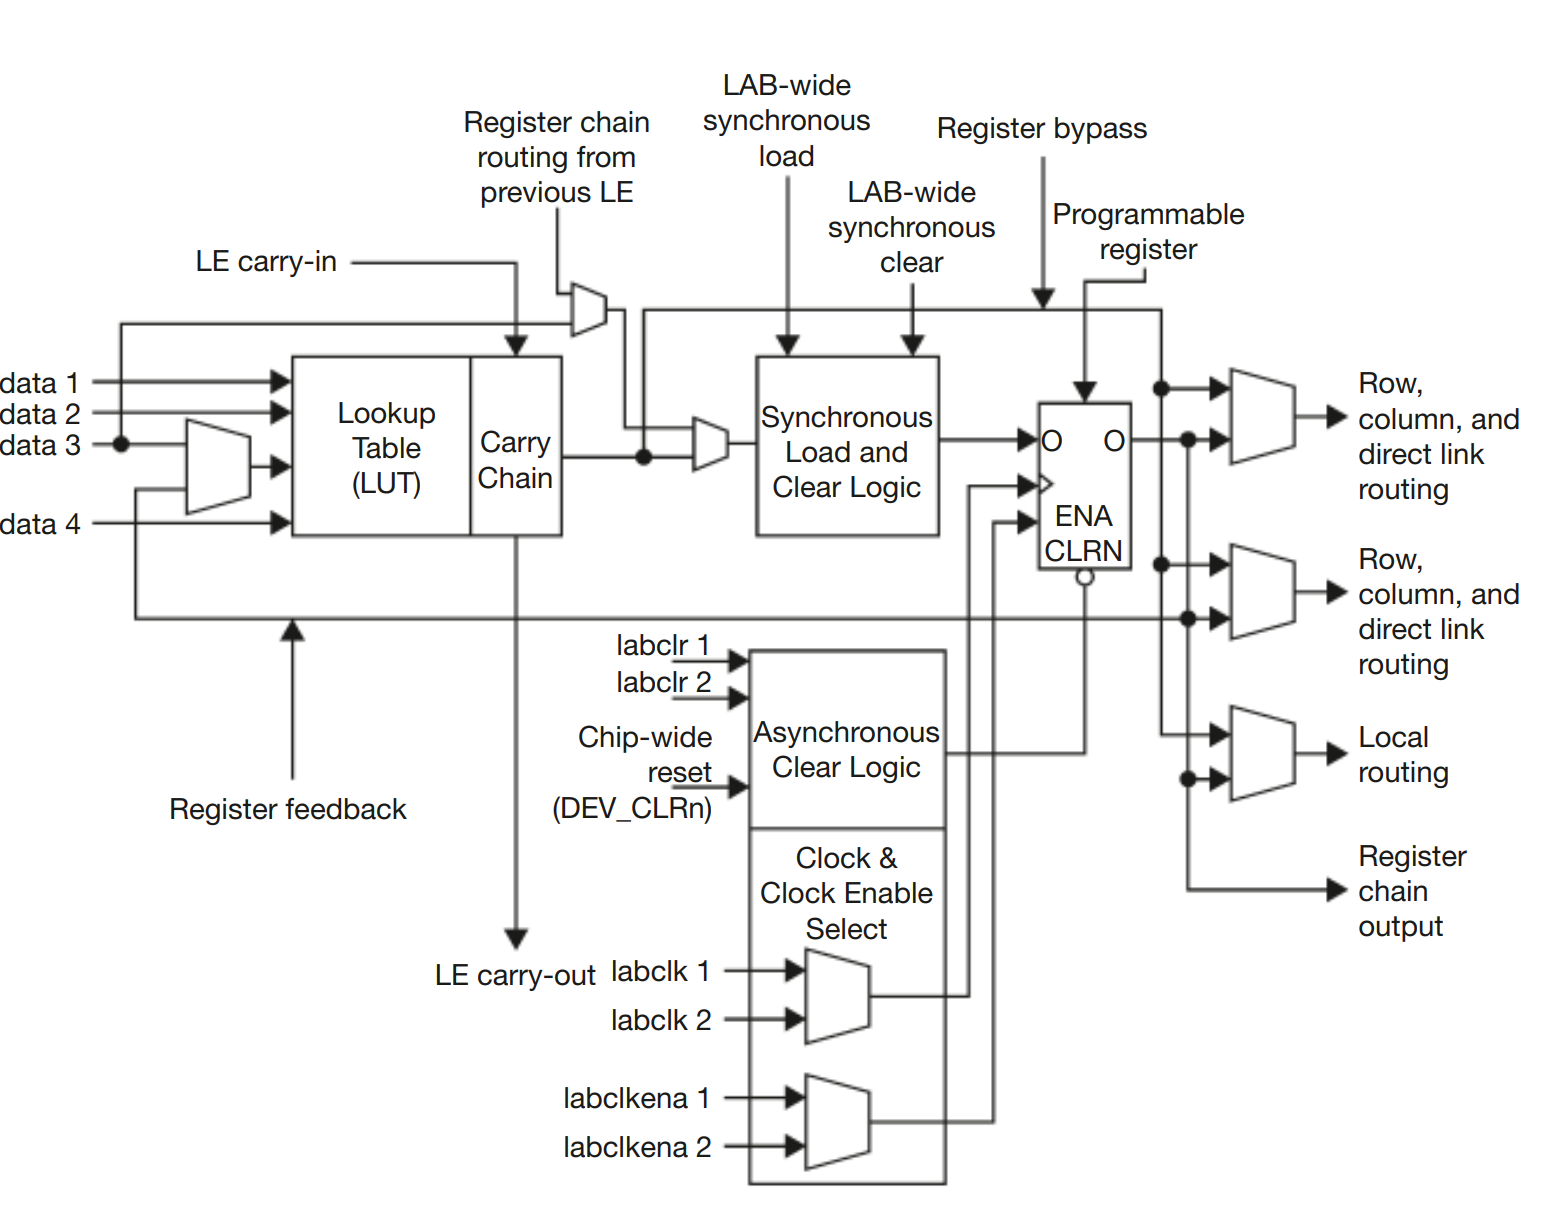 LAB-wide
synchronous
load
Register chain
routing from
previous LE
Register bypass
LAB-wide
synchronous
clear
Programmable
register
LE carry-in
data 1
data 2
data 3
data 4
Lookup
Table
(LUT)
Carry
Chain
Synchronous
Load and
Clear Logic
O
O
ENA
CLRN
Row,
column, and
direct link
routing
Row,
column, and
direct link
routing
labclr 1
labclr 2
Chip-wide
reset
(DEV_CLRn)
Asynchronous
Clear Logic
Local
routing
Register feedback
Clock &
Clock Enable
Select
Register
chain
output
LE carry-out
labclk 1
labclk 2
labclkena 1
labclkena 2